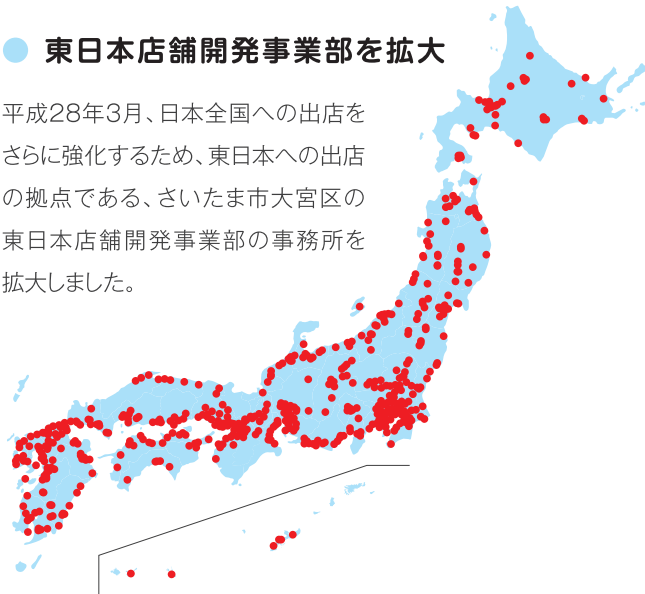 東日本店舗開発事業部を拡大
平成28年3月、日本全国への出店を
さらに強化するため、東日本への出店
の拠点である、さいたま市大宮区の
東日本店舗開発事業部の事務所を
拡大しました。